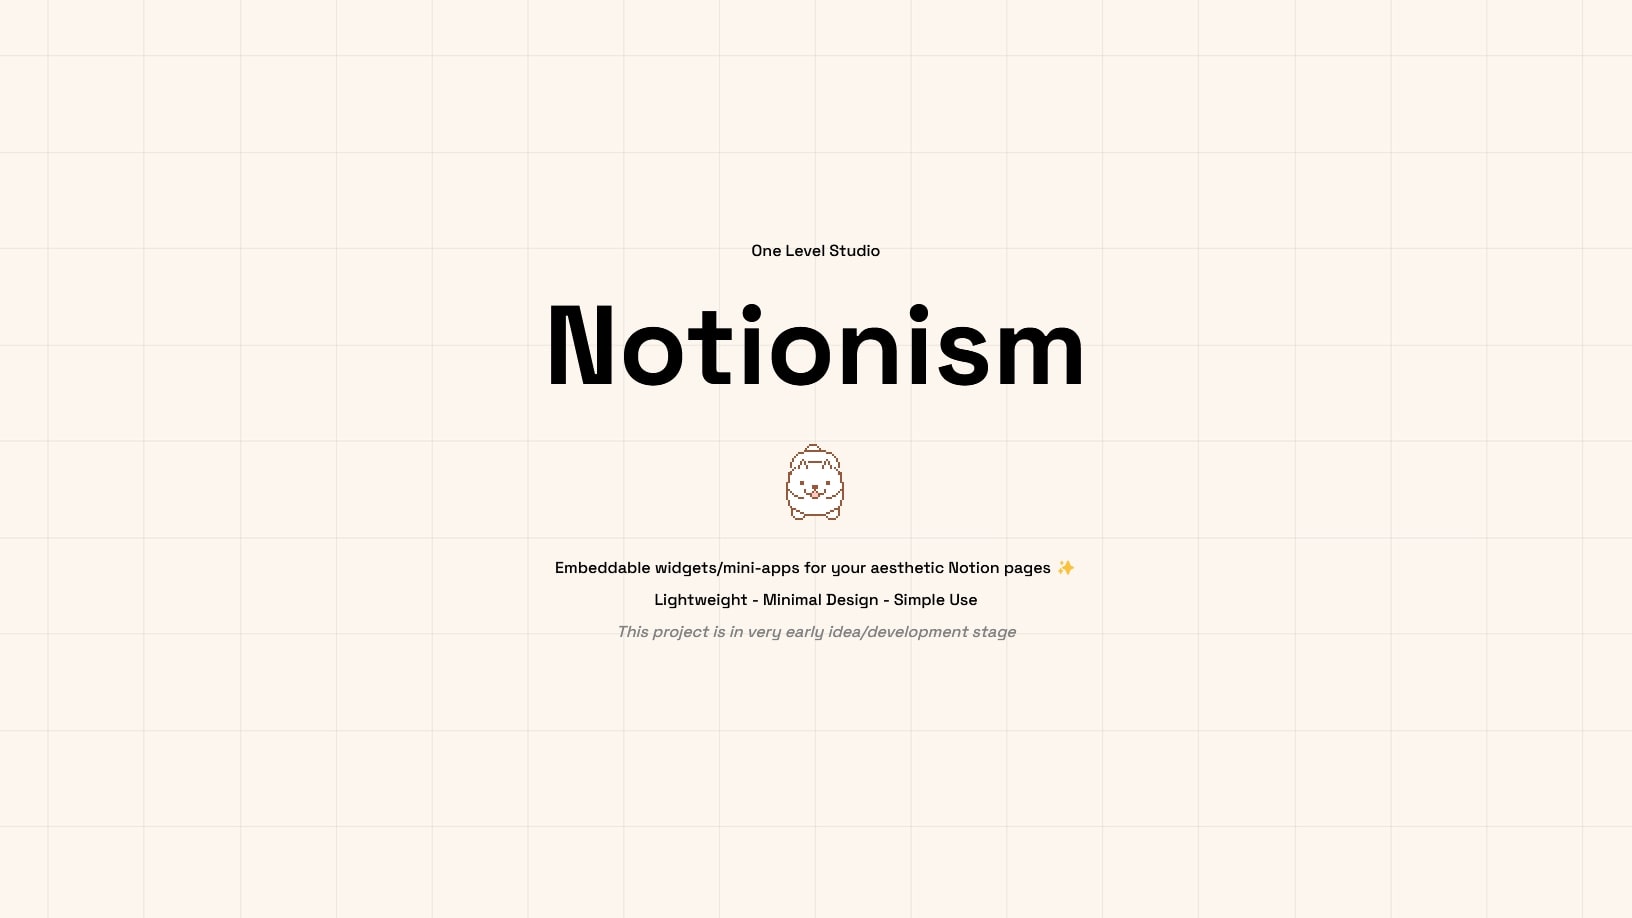 One Level Studio
Notionism
Embeddable widgets/mini-apps for your aesthetic Notion pages ✨
Lightweight - Minimal Design - Simple Use
This project is in very early idea/development stage